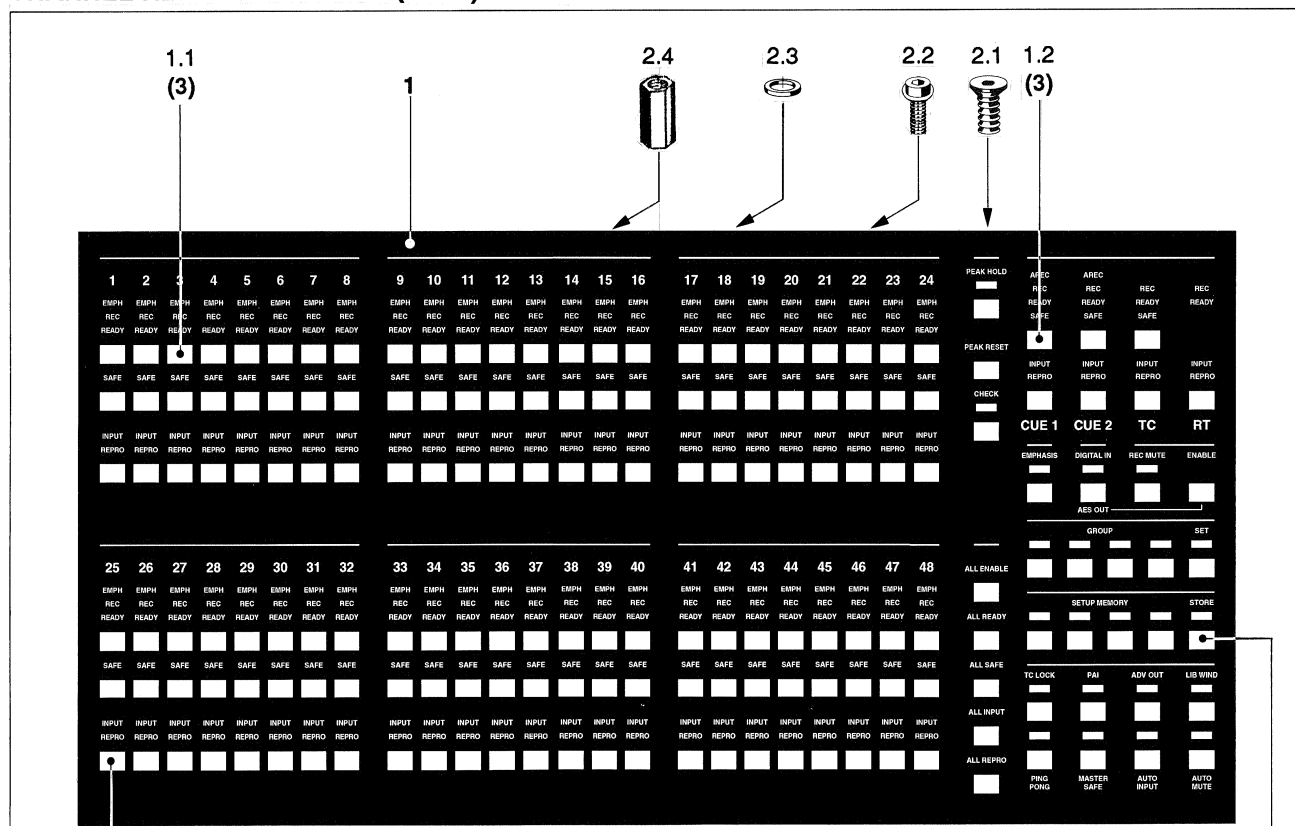 1.1 2.4 2.3 2.2 2.1 1.2
(3) 1 (3)
1 2 3 4 5 6 7 8 9 10 11 12 13 14 15 16 17 18 19 20 21 22 23 24 PEAK HOLD AREC AREC
EMPH EMPH EMPH EMPH EMPH EMPH EMPH EMPH EMPH EMPH EMPH EMPH EMPH EMPH EMPH EMPH EMPH EMPH EMPH EMPH EMPH EMPH EMPH EMPH REC REC REC REC
REC REC REC REC REC REC REC REC REC REC REC REC REC REC REC REC REC REC REC REC REC REC REC REC READY READY READY READY
READY READY READY READY READY READY READY READY READY READY READY READY READY READY READY READY READY READY READY READY READY READY READY READY SAFE SAFE SAFE
PEAK RESET
SAFE SAFE SAFE SAFE SAFE SAFE SAFE SAFE SAFE SAFE SAFE SAFE SAFE SAFE SAFE SAFE SAFE SAFE SAFE SAFE SAFE SAFE SAFE SAFE INPUT INPUT INPUT INPUT
REPRO REPRO REPRO REPRO
CHECK
INPUT INPUT INPUT INPUT INPUT INPUT INPUT INPUT INPUT INPUT INPUT INPUT INPUT INPUT INPUT INPUT INPUT INPUT INPUT INPUT INPUT INPUT INPUT INPUT CUE 1 CUE 2 TC RT
REPRO REPRO REPRO REPRO REPRO REPRO REPRO REPRO REPRO REPRO REPRO REPRO REPRO REPRO REPRO REPRO REPRO REPRO REPRO REPRO REPRO REPRO REPRO REPRO EMPHASIS DIGITAL IN REC MUTE ENABLE
AES OUT
GROUP SET
25 26 27 28 29 30 31 32 33 34 35 36 37 38 39 40 41 42 43 44 45 46 47 48 ALL ENABLE
EMPH EMPH EMPH EMPH EMPH EMPH EMPH EMPH EMPH EMPH EMPH EMPH EMPH EMPH EMPH EMPH EMPH EMPH EMPH EMPH EMPH EMPH EMPH EMPH
REC REC REC REC REC REC REC REC REC REC REC REC REC REC REC REC REC REC REC REC REC REC REC REC SETUP MEMORY STORE
READY READY READY READY READY READY READY READY READY READY READY READY READY READY READY READY READY READY READY READY READY READY READY READY ALL READY
SAFE SAFE SAFE SAFE SAFE SAFE SAFE SAFE SAFE SAFE SAFE SAFE SAFE SAFE SAFE SAFE SAFE SAFE SAFE SAFE SAFE SAFE SAFE SAFE ALL SAFE TC LOCK PAI ADV OUT LIB WIND
ALL INPUT
INPUT INPUT INPUT INPUT INPUT INPUT INPUT INPUT INPUT INPUT INPUT INPUT INPUT INPUT INPUT INPUT INPUT INPUT INPUT INPUT INPUT INPUT INPUT INPUT
REPRO REPRO REPRO REPRO REPRO REPRO REPRO REPRO REPRO REPRO REPRO REPRO REPRO REPRO REPRO REPRO REPRO REPRO REPRO REPRO REPRO REPRO REPRO REPRO ALL REPRO
PING MASTER AUTO AUTO
PONG SAFE INPUT MUTE